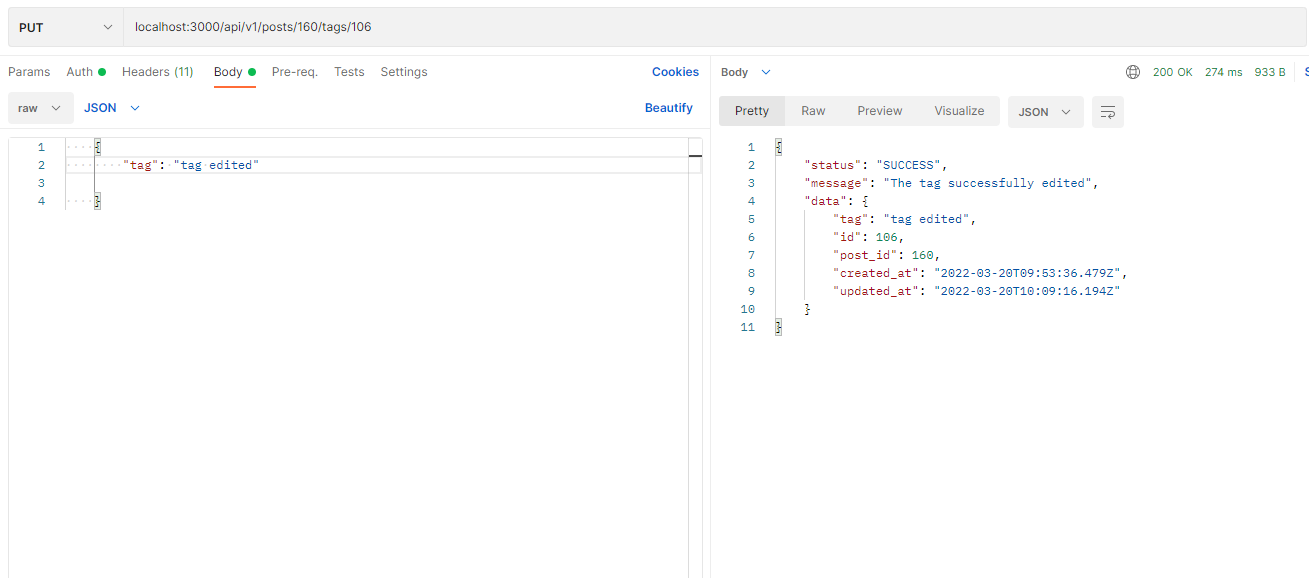 PUT localhost:3000/api/v1/posts/160/tags/106
Params Auth Headers (11) Body Pre-req. Tests Settings Cookies
raw JSON Beautify
1 {
2 "tag": "tag edited"
3
4 }
Body 200 OK 274 ms 933 B S
Pretty Raw Preview Visualize JSON
1 {
2 "status": "SUCCESS",
3 "message": "The tag successfully edited",
4 "data": {
5 "tag": "tag edited",
6 "id": 106,
7 "post_id": 160,
8 "created_at": "2022-03-20T09:53:36.479Z",
9 "updated_at": "2022-03-20T10:09:16.194Z"
10 }
11 }